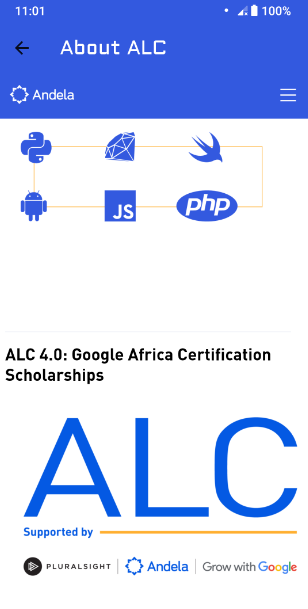 11:01
100%
About ALC
Andela
JS
php
ALC 4.0: Google Africa Certification
Scholarships
ALC
Supported by
PLURALSIGHT
Andela
Grow with Google